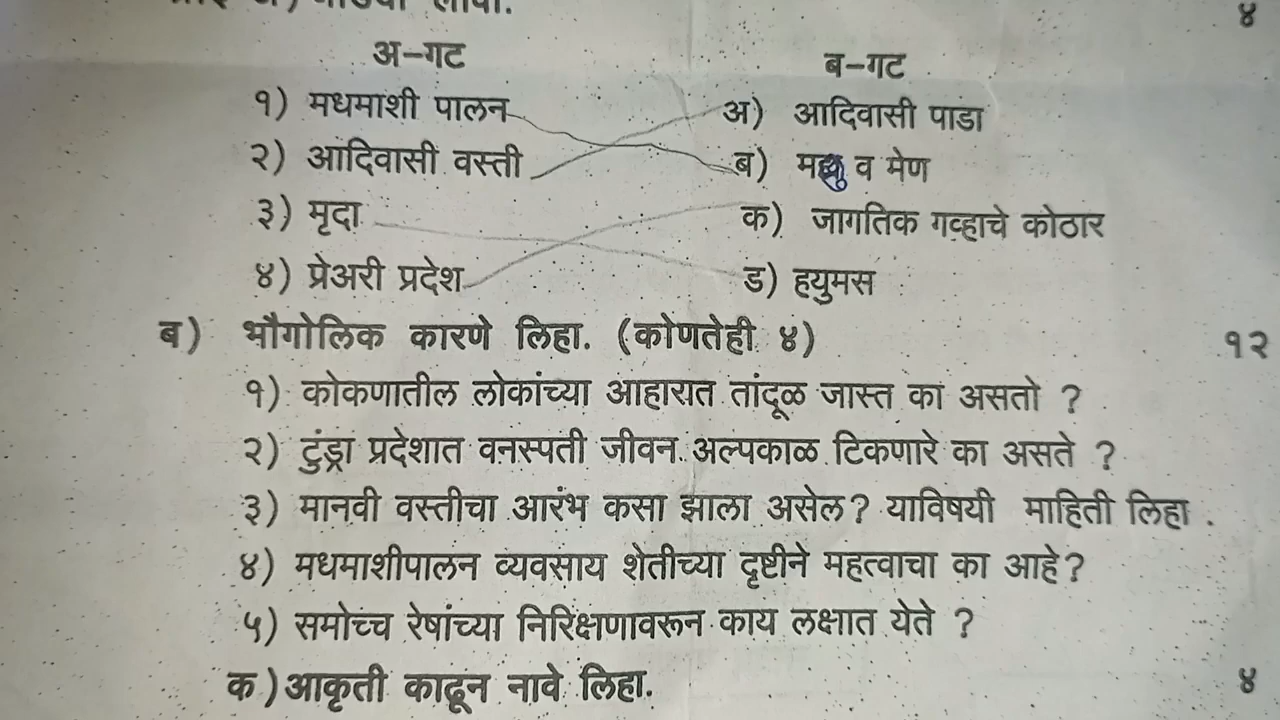 जोड्या लावा. ४
अ-गट ब-गट
१) मधमाशी पालन अ) आदिवासी पाडा
२) आदिवासी वस्ती ब) व मेण
३) मृदा क) जागतिक गव्हाचे कोठार
४) प्रेअरी प्रदेश ड) हयुमस
ब) भौगोलिक कारणे लिहा. (कोणतेही ४) १२
१) कोकणातील लोकांच्या आहारात तांदूळ जास्त का असतो ?
२) टुंड्रा प्रदेशात वनस्पती जीवन अल्पकाळ टिकणारे का असते ?
३) मानवी वस्तीचा आरंभ कसा झाला असेल? याविषयी माहिती लिहा .
४) मधमाशीपालन व्यवसाय शेतीच्या दृष्टीने महत्वाचा का आहे?
५) समोच्च रेषांच्या निरिक्षणावरून काय लक्षात येते ?
क) आकृती काढून नावे लिहा. ४